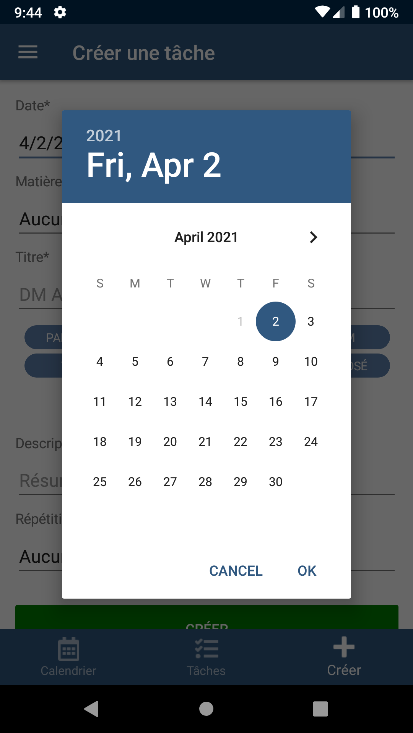 9:44 100%
Créer une tâche
Date*
4/2/2
Matière
Aucu
Titre*
DM A
2021
Fri, Apr 2
April 2021
S M T W T F S
1 2 3
4 5 6 7 8 9 10
11 12 13 14 15 16 17
18 19 20 21 22 23 24
25 26 27 28 29 30
CANCEL OK
Descrip
Résu
Répétiti
Aucu
CRÉER
Calendrier Tâches Créer